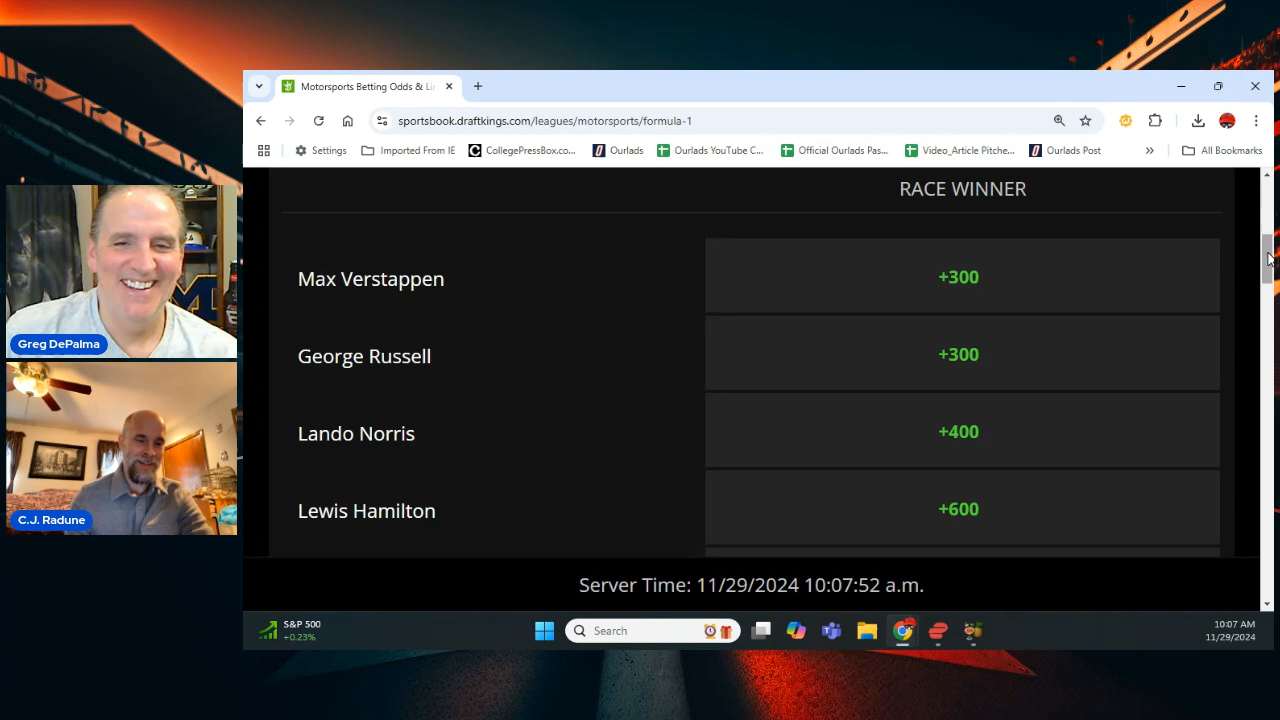 Motorsports Betting Odds & Li
sportsbook.draftkings.com/leagues/motorsports/formula-1
Settings
Imported From IE
CollegePressBox.co...
Ourlads
Ourlads YouTube C...
Official Ourlads Pas...
Video_Article Pitche...
Ourlads Post
All Bookmarks
RACE WINNER
Max Verstappen +300
George Russell +300
Lando Norris +400
Lewis Hamilton +600
Server Time: 11/29/2024 10:07:52 a.m.
Greg DePalma
C.J. Radune
S&P 500
+0.23%
Search
10:07 AM
11/29/2024